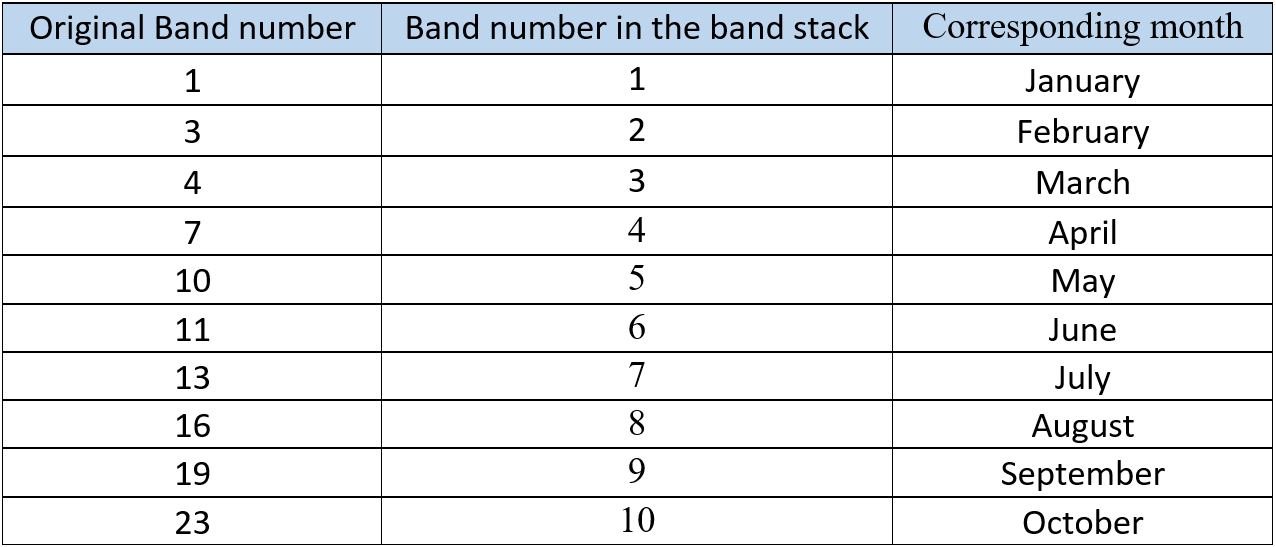 Original Band number Band number in the band stack Corresponding month
1 1 January
3 2 February
4 3 March
7 4 April
10 5 May
11 6 June
13 7 July
16 8 August
19 9 September
23 10 October